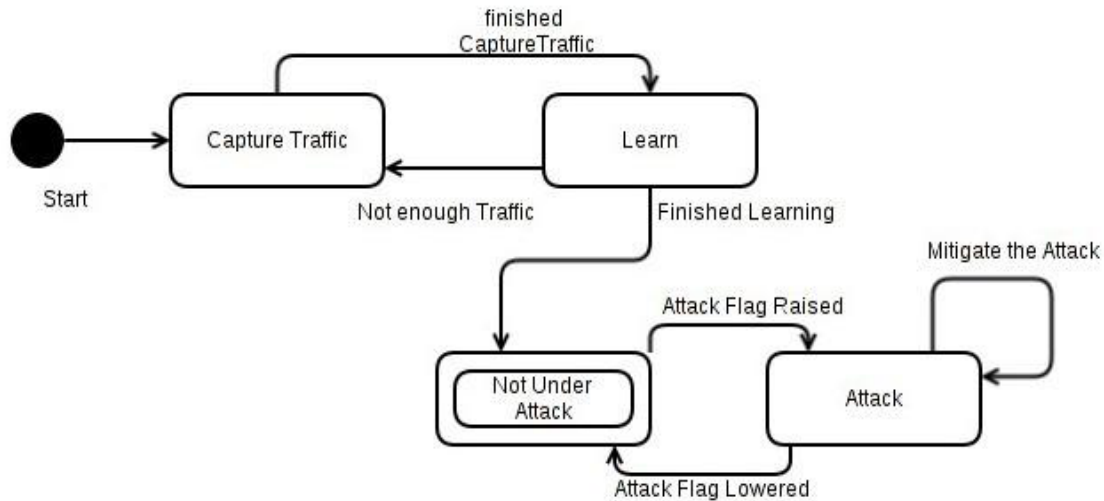 finished
CaptureTraffic
Capture Traffic
Learn
Start
Not enough Traffic
Finished Learning
Mitigate the Attack
Attack Flag Raised
Not Under
Attack
Attack
Attack Flag Lowered